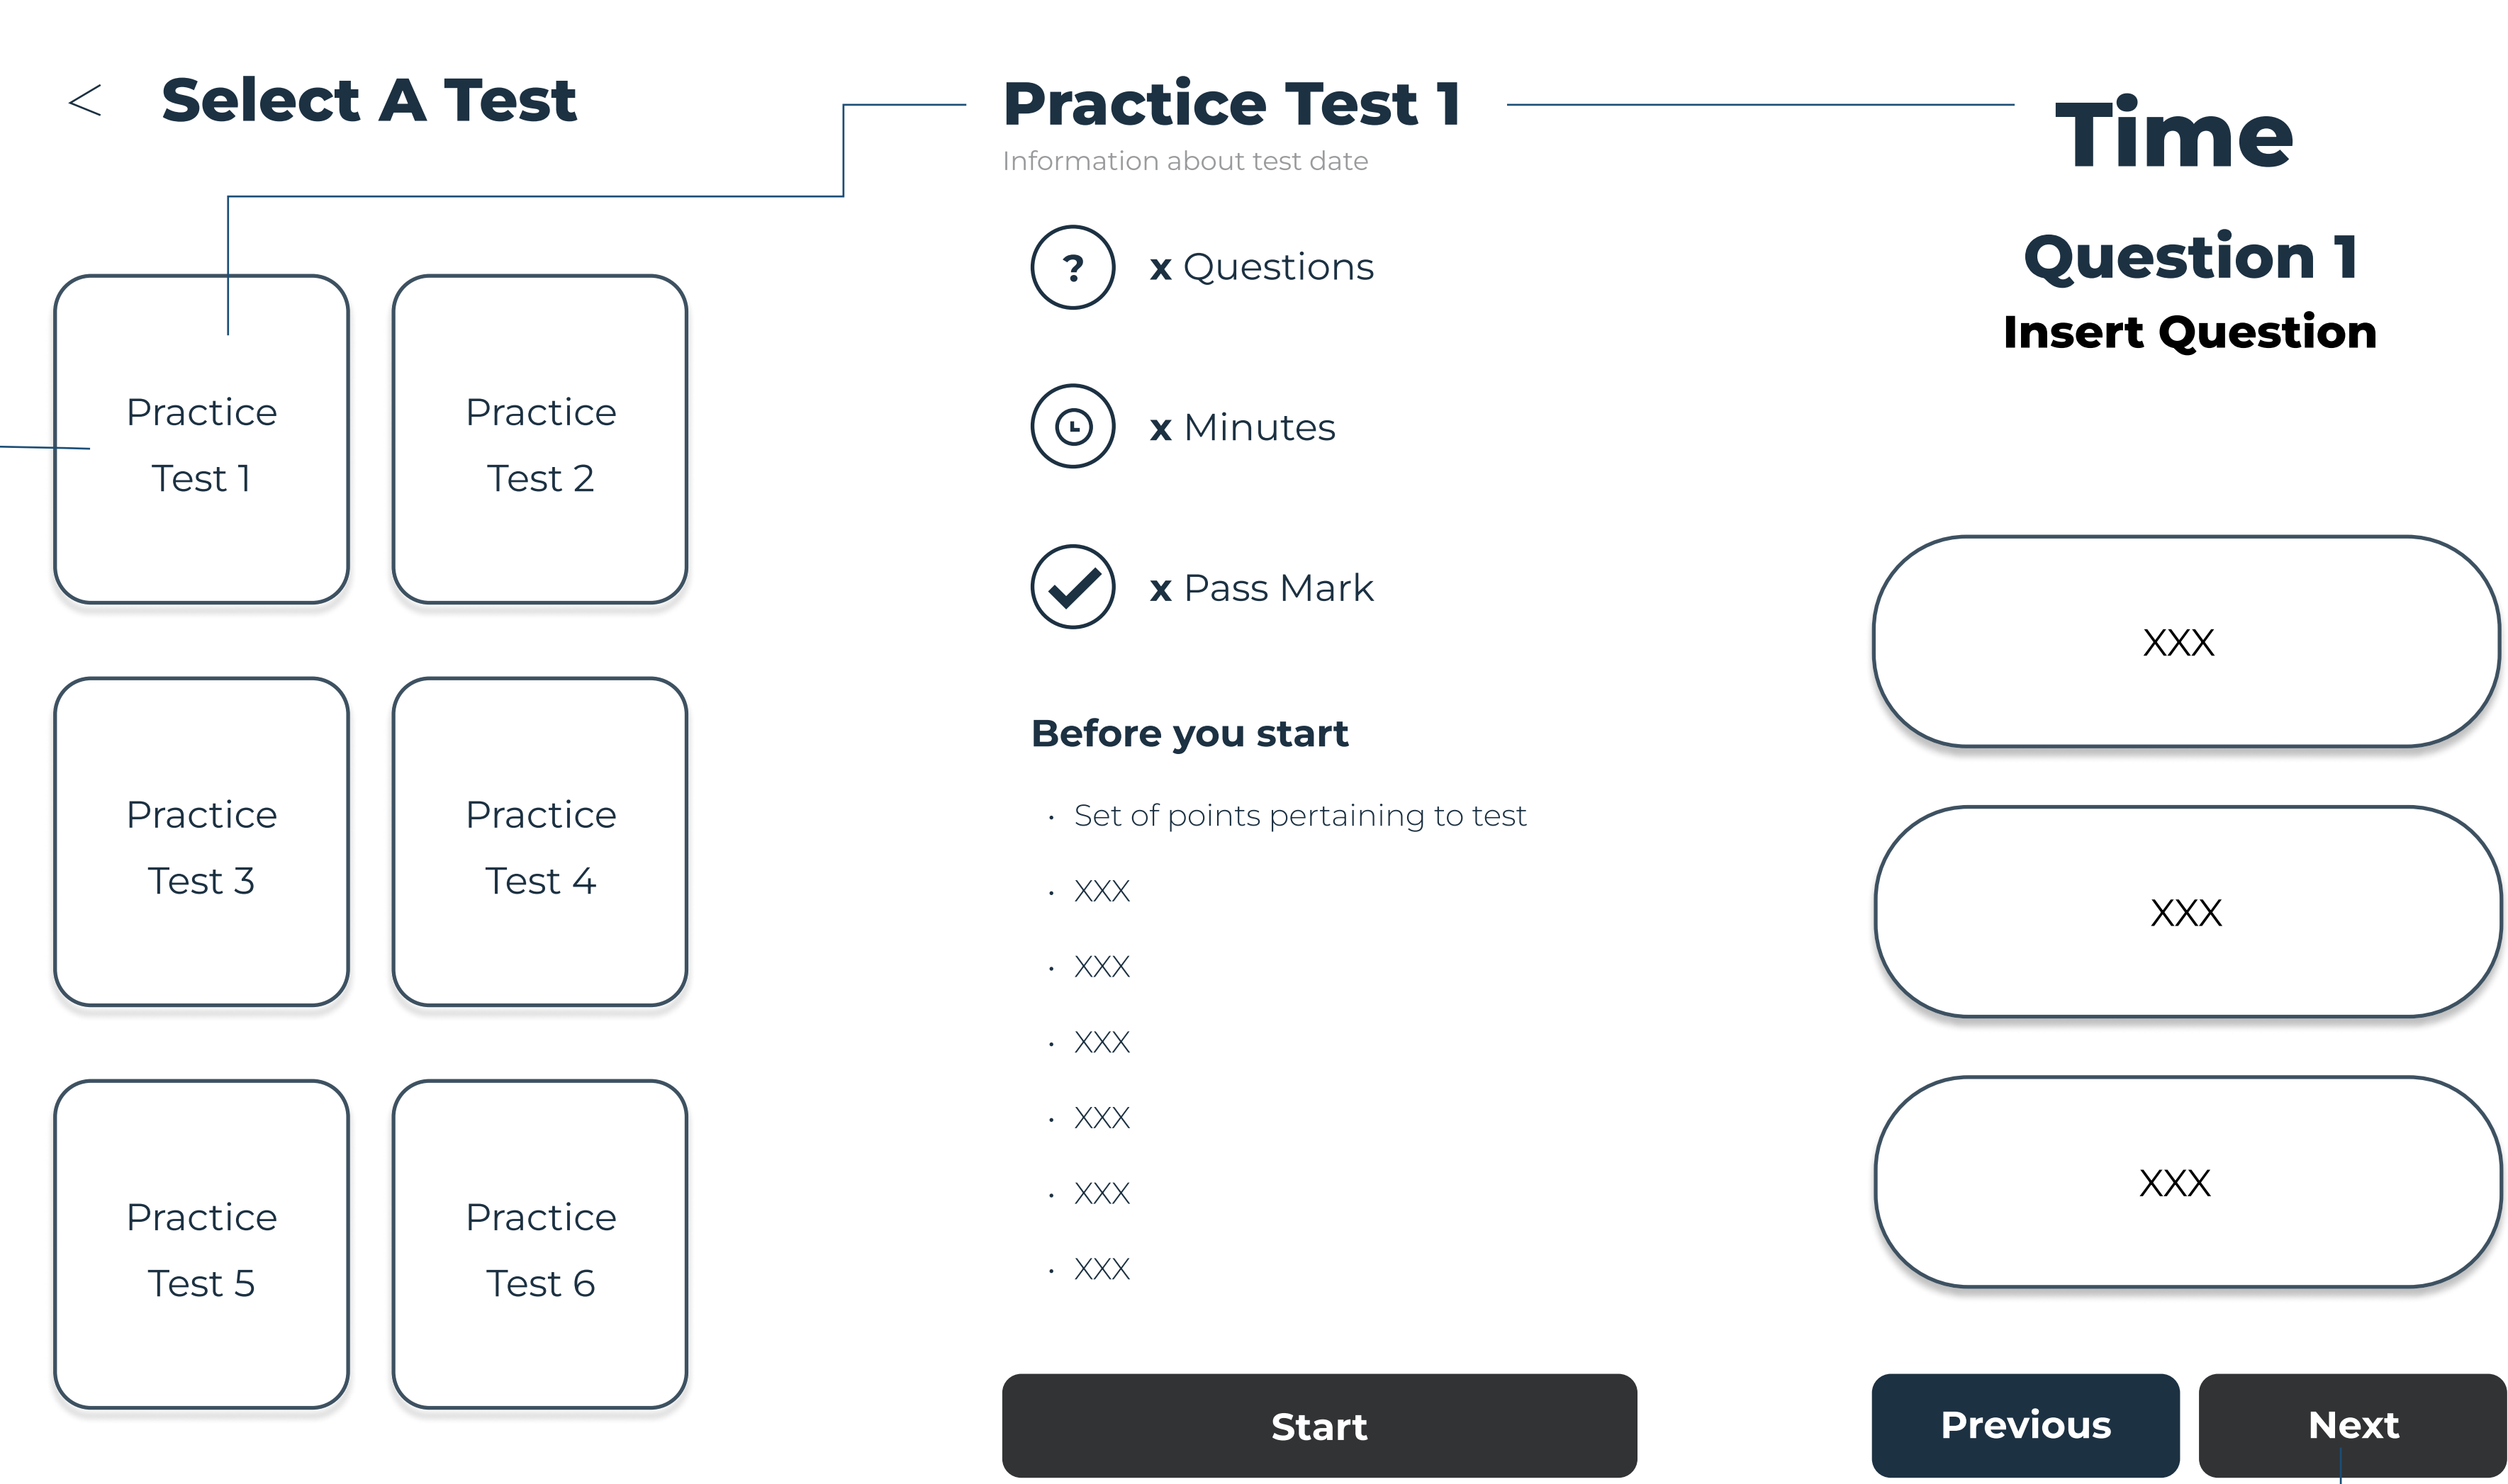 < Select A Test
Practice
Test 1
Practice
Test 2
Practice
Test 3
Practice
Test 4
Practice
Test 5
Practice
Test 6
Practice Test 1
Information about test date
?
x Questions
x Minutes
x Pass Mark
Before you start
· Set of points pertaining to test
· XXX
· XXX
· XXX
· XXX
· XXX
· XXX
Start
Time
Question 1
Insert Question
XXX
XXX
XXX
Previous
Next